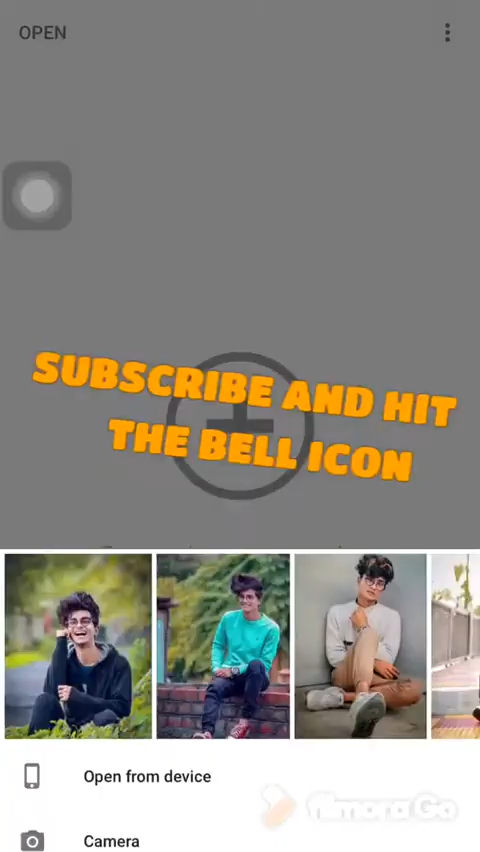 OPEN
SUBSCRIBE AND HIT
THE BELL ICON
Open from device
filmora Go
Camera